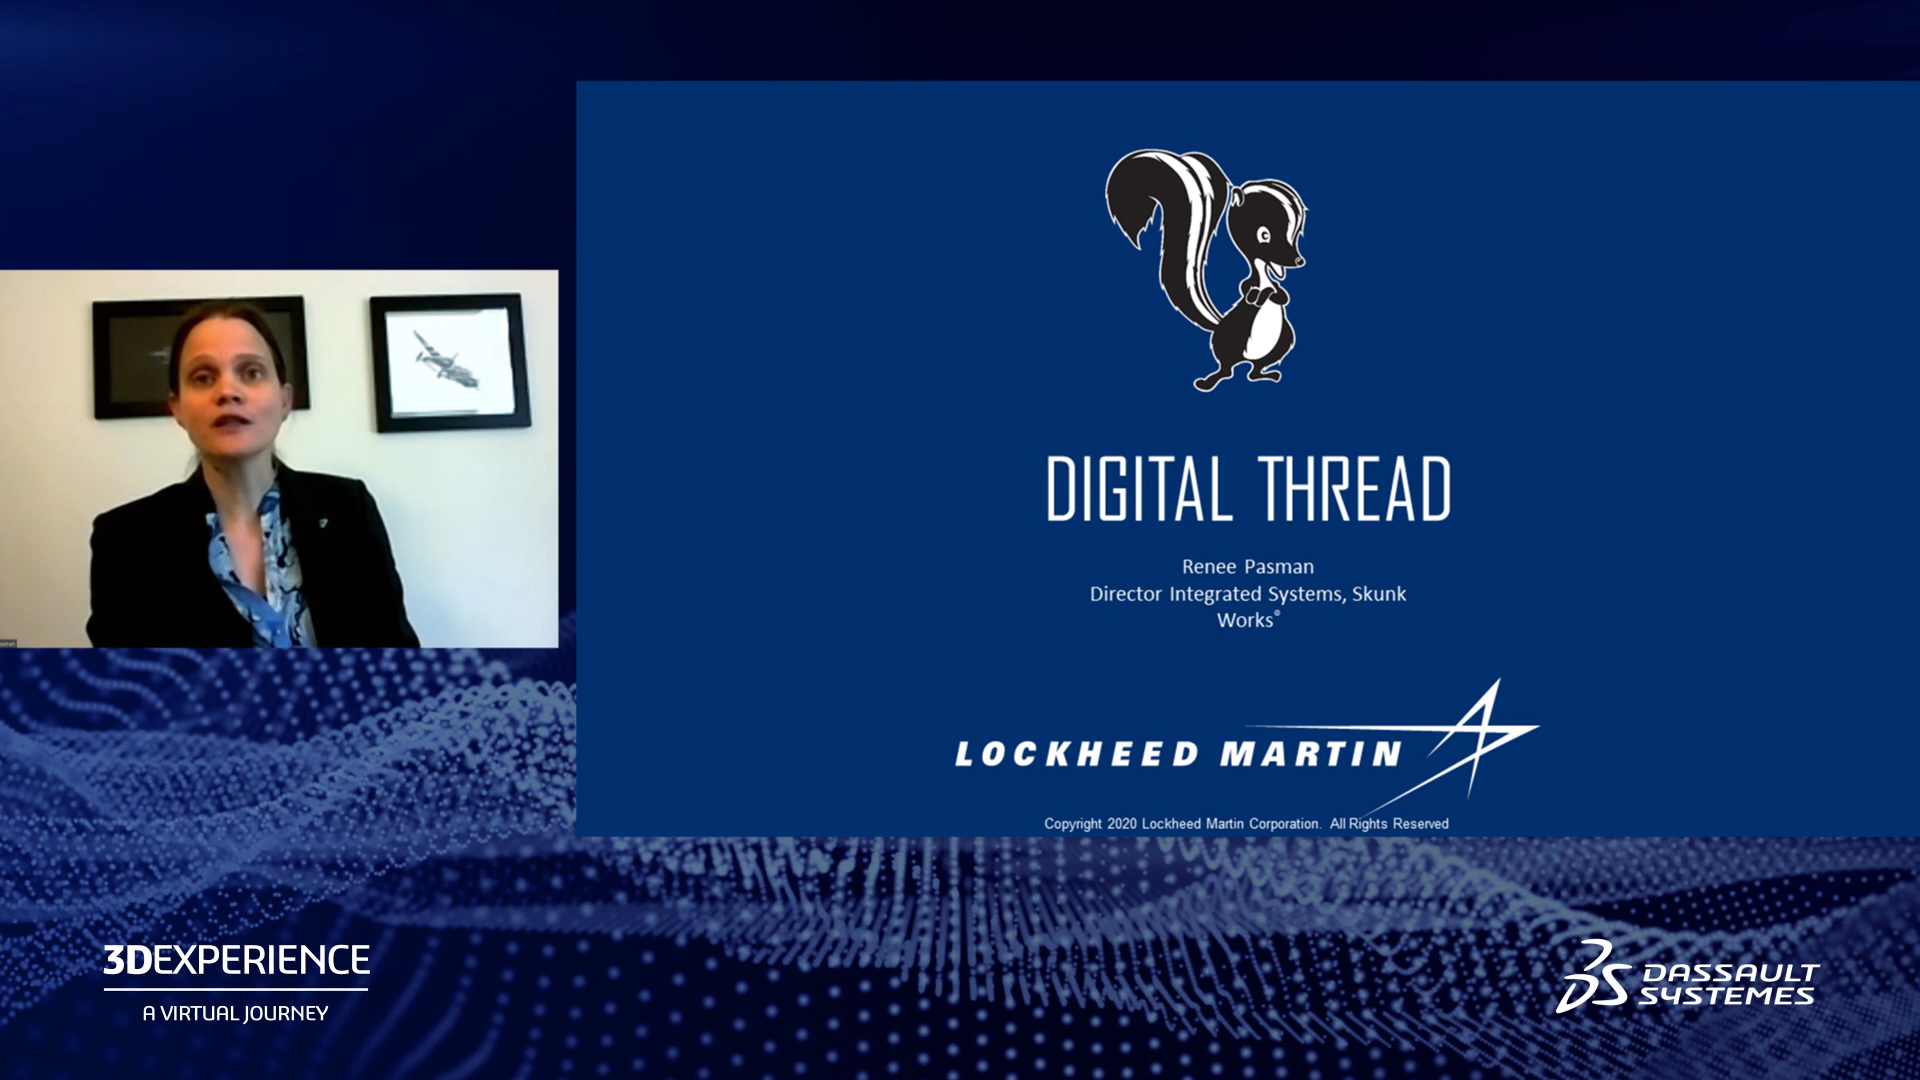 DIGITAL THREAD
Renee Pasman
Director Integrated Systems, Skunk
Works®
LOCKHEED MARTIN
Copyright 2020 Lockheed Martin Corporation. All Rights Reserved
3DEXPERIENCE
A VIRTUAL JOURNEY
3S DASSAULT
SYSTEMES